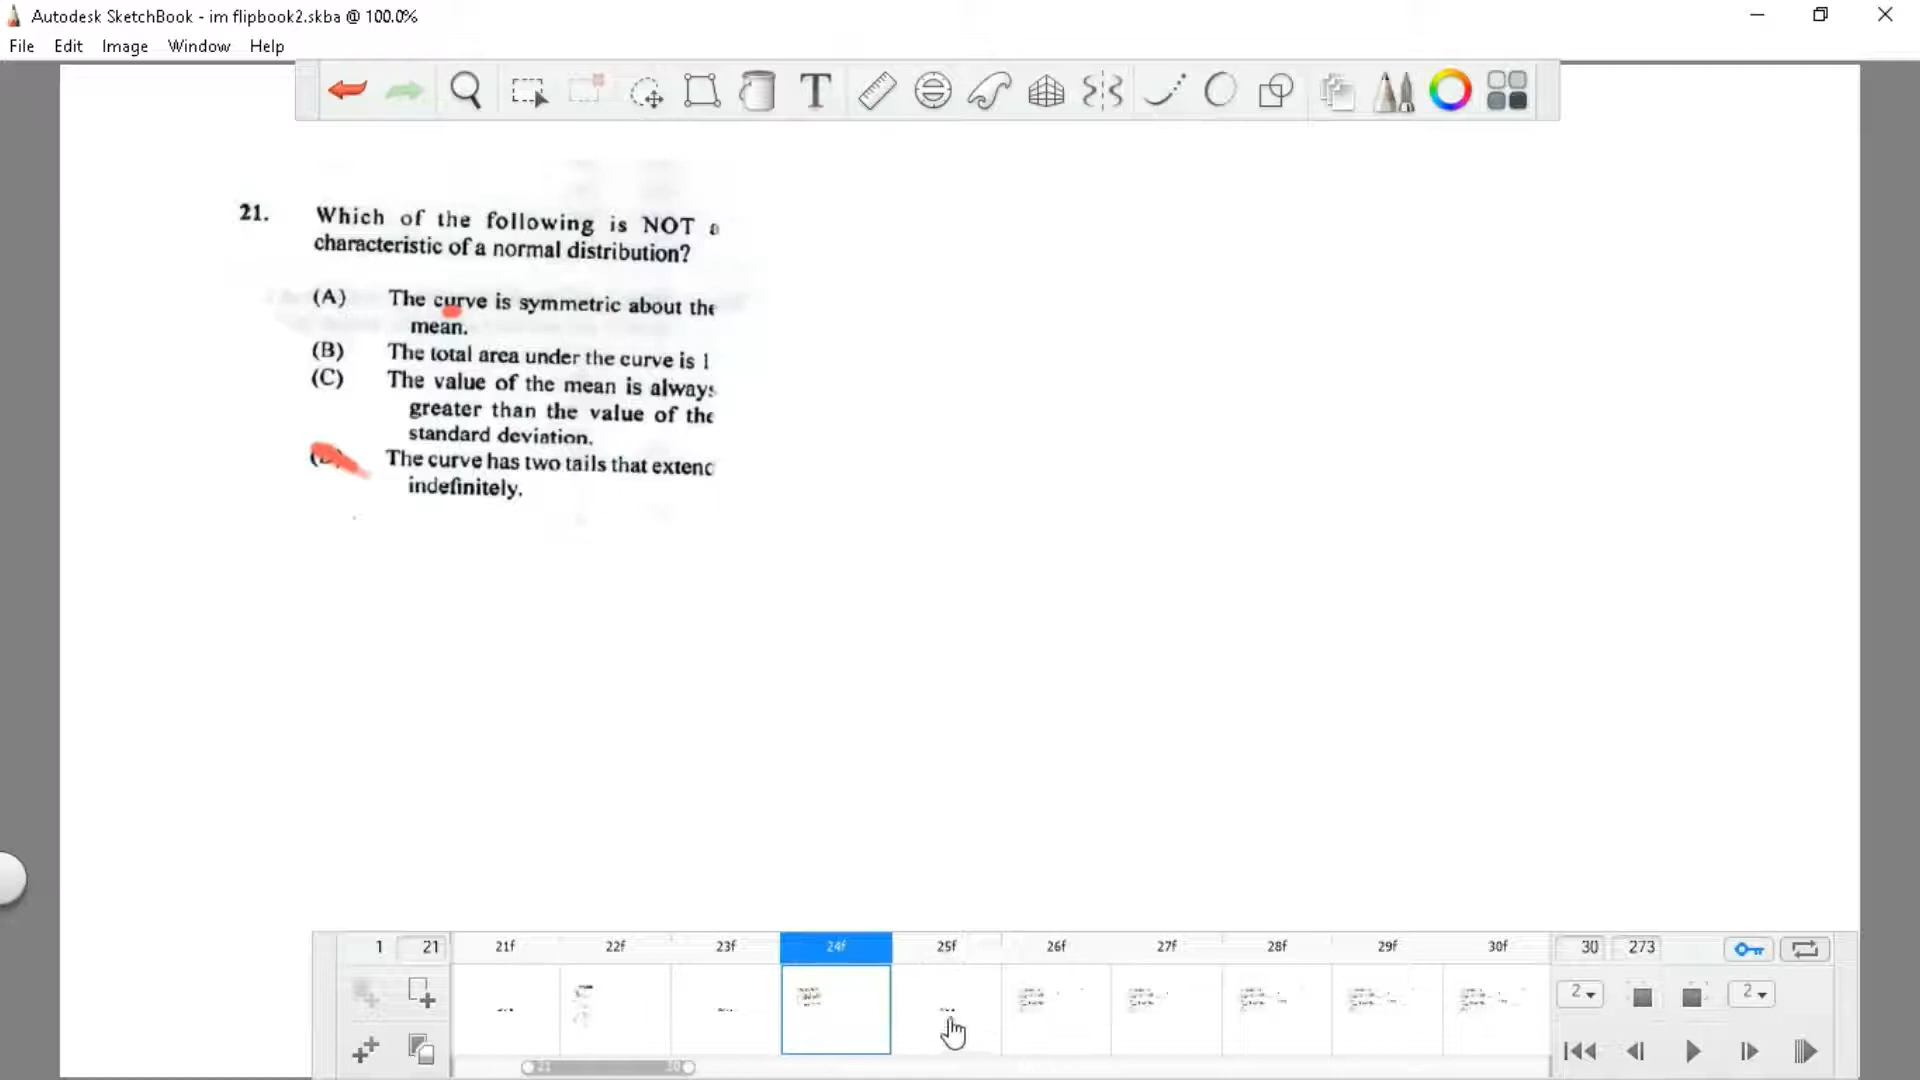 Autodesk SketchBook - im flipbook2.skba @ 100.0%
File Edit Image Window Help
21. Which of the following is NOT a
characteristic of a normal distribution?
(A) The curve is symmetric about the
mean.
(B) The total area under the curve is 1
(C) The value of the mean is always
greater than the value of the
standard deviation.
The curve has two tails that extend
indefinitely.
1 21 21f 22f 23f 24f 25f 26f 27f 28f 29f 30f 30 273
2 2
21 30